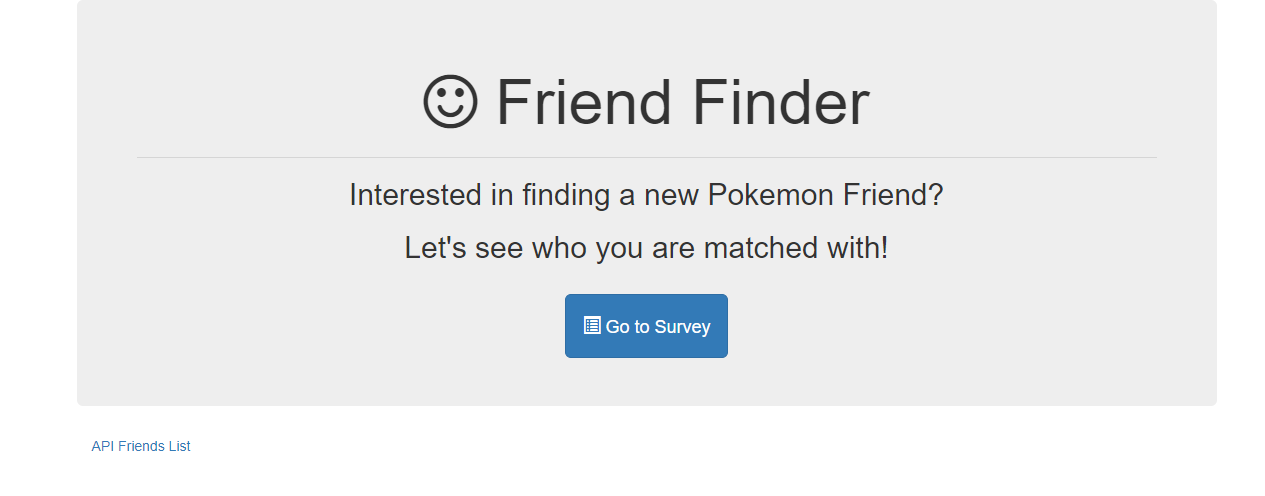 Friend Finder
Interested in finding a new Pokemon Friend?
Let's see who you are matched with!
Go to Survey
API Friends List